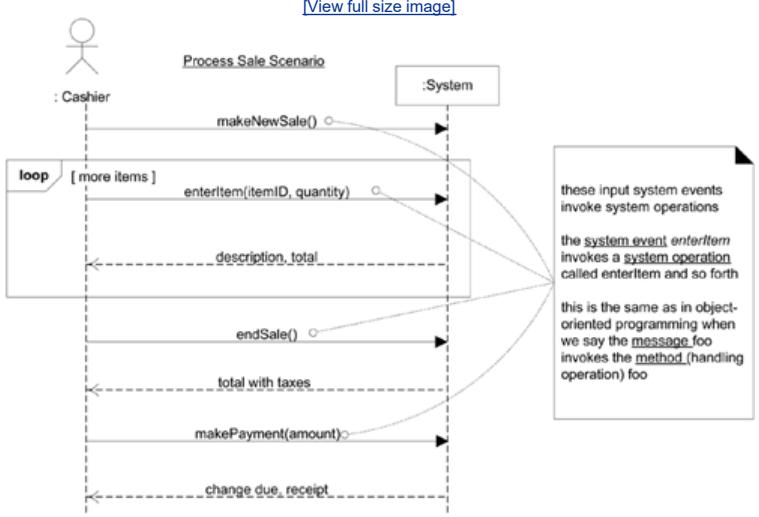 [View full size image]
Process Sale Scenario
: Cashier
:System
makeNewSale()
loop
[ more items ]
enterItem(itemID, quantity)
description, total
endSale()
total with taxes
makePayment(amount)
change due, receipt
these input system events
invoke system operations
the system event enterItem
invokes a system operation
called enterItem and so forth
this is the same as in object-
oriented programming when
we say the message foo
invokes the method (handling
operation) foo